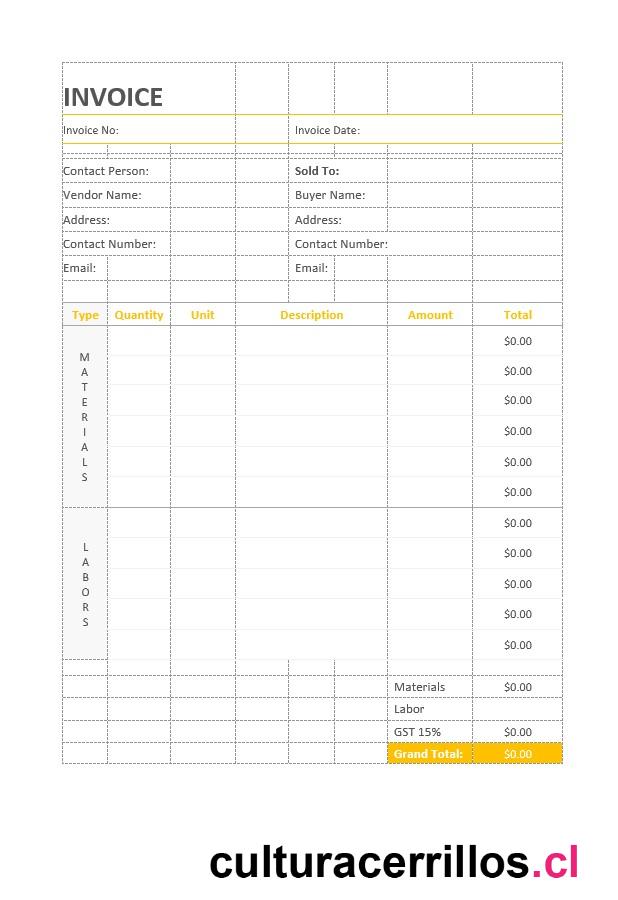 INVOICE
Invoice No: Invoice Date:
Contact Person: Sold To:
Vendor Name: Buyer Name:
Address: Address:
Contact Number: Contact Number:
Email: Email:
Type Quantity Unit Description Amount Total
MATERIALS
$0.00
$0.00
$0.00
$0.00
$0.00
$0.00
LABORS
$0.00
$0.00
$0.00
$0.00
$0.00
Materials $0.00
Labor
GST 15% $0.00
Grand Total: $0.00
culturacerrillos.cl